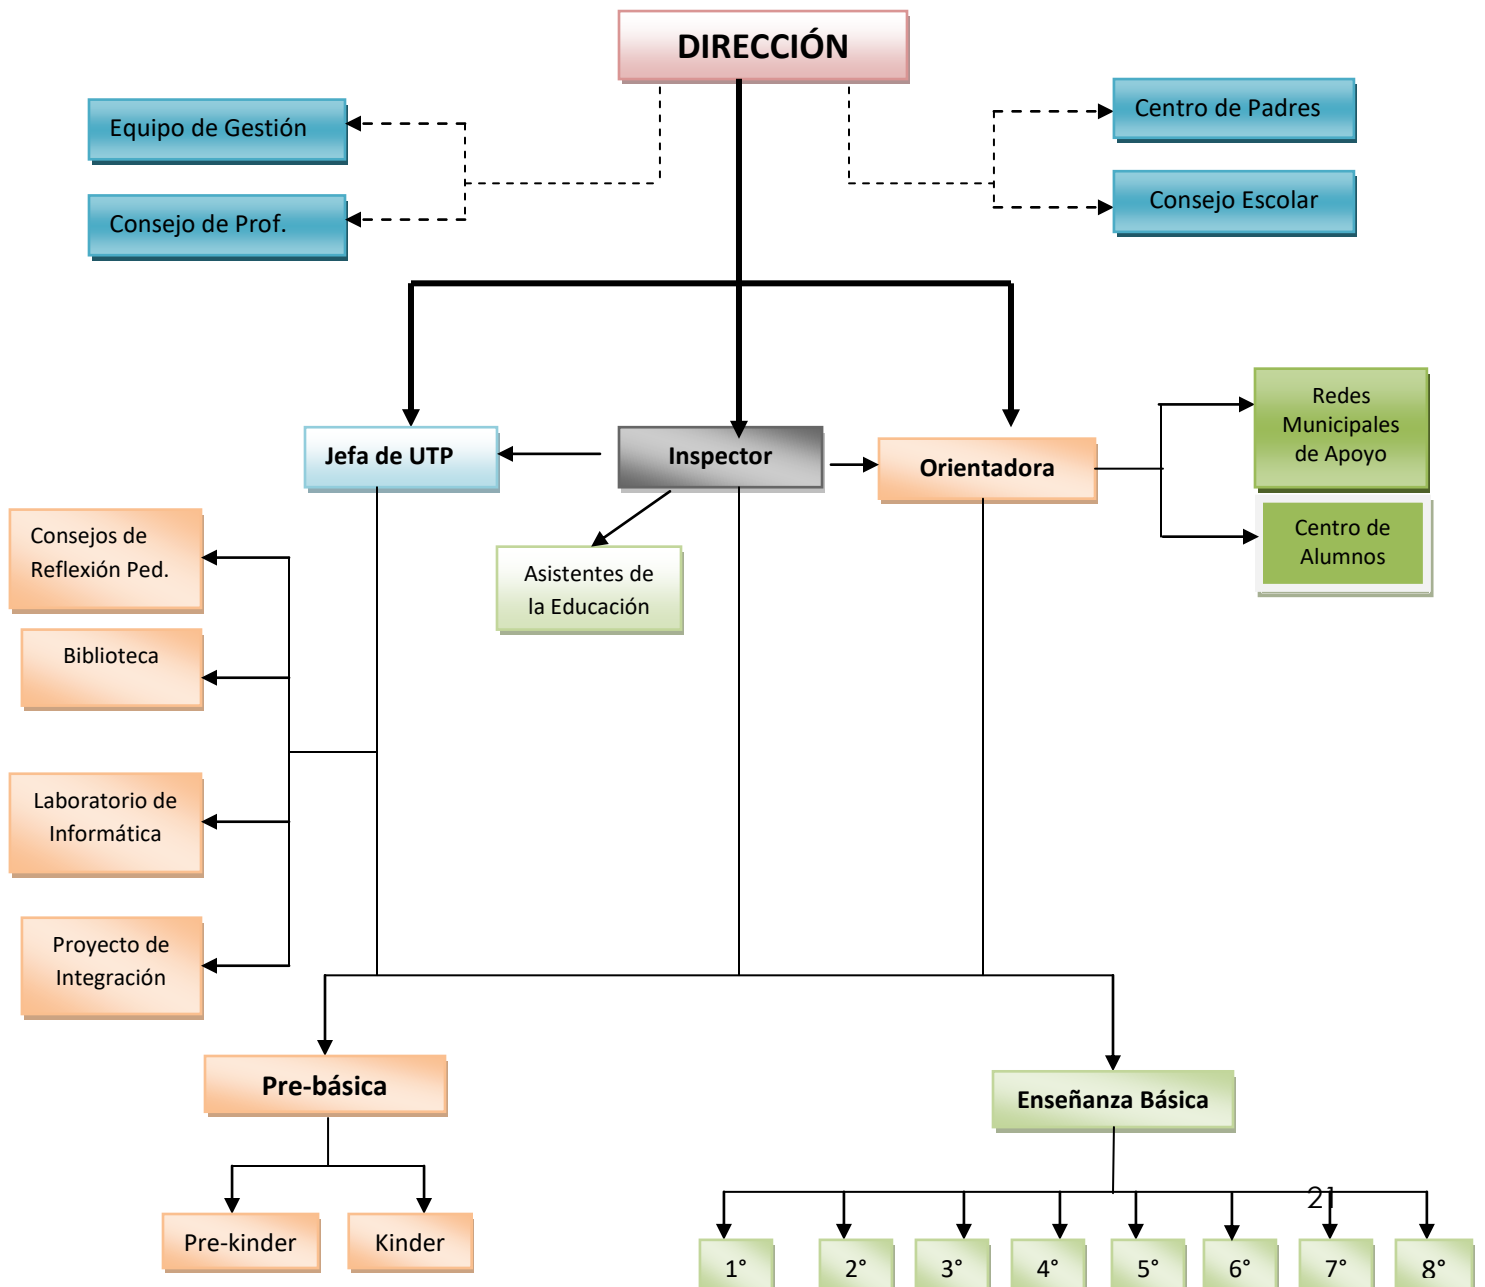 DIRECCIÓN
Equipo de Gestión
Centro de Padres
Consejo de Prof.
Consejo Escolar
Jefa de UTP
Inspector
Orientadora
Redes
Municipales
de Apoyo
Centro de
Alumnos
Asistentes de
la Educación
Consejos de
Reflexión Ped.
Biblioteca
Laboratorio de
Informática
Proyecto de
Integración
Pre-básica
Enseñanza Básica
Pre-kinder
Kinder
21
1°
2°
3°
4°
5°
6°
7°
8°